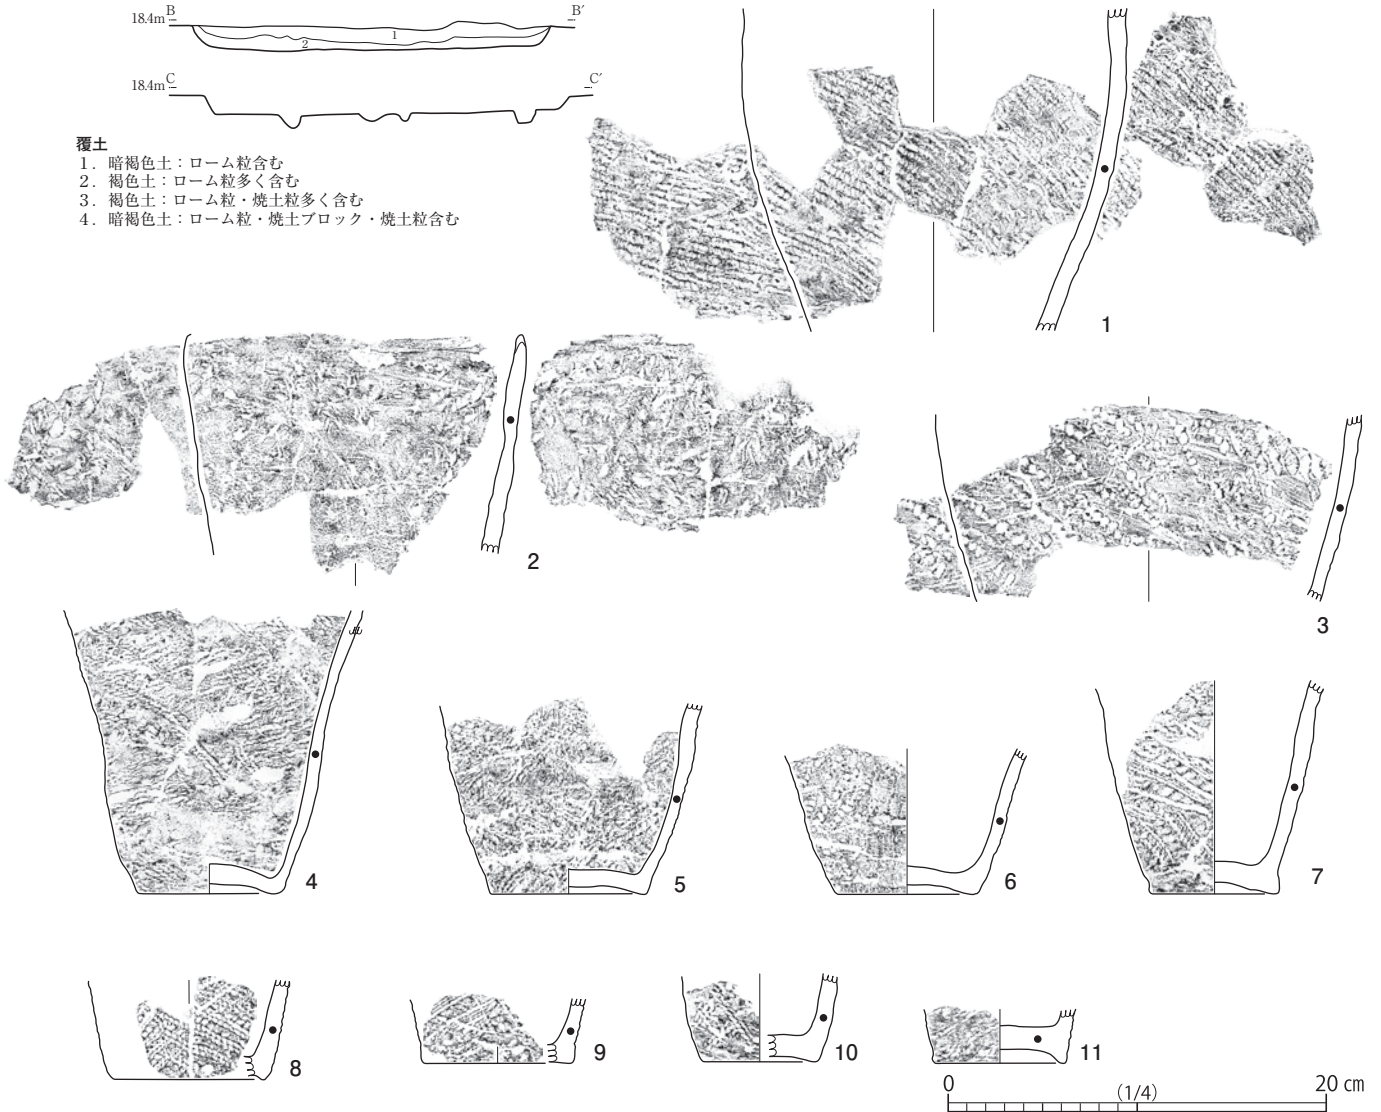 B B′
18.4m
1
2
C C′
18.4m
覆土
１．暗褐色土：ローム粒含む
２．褐色土：ローム粒多く含む
３．褐色土：ローム粒・焼土粒多く含む
４．暗褐色土：ローム粒・焼土ブロック・焼土粒含む
1
2
3
4
5
6
7
8
9
10
11
0 (1/4) 20 cm